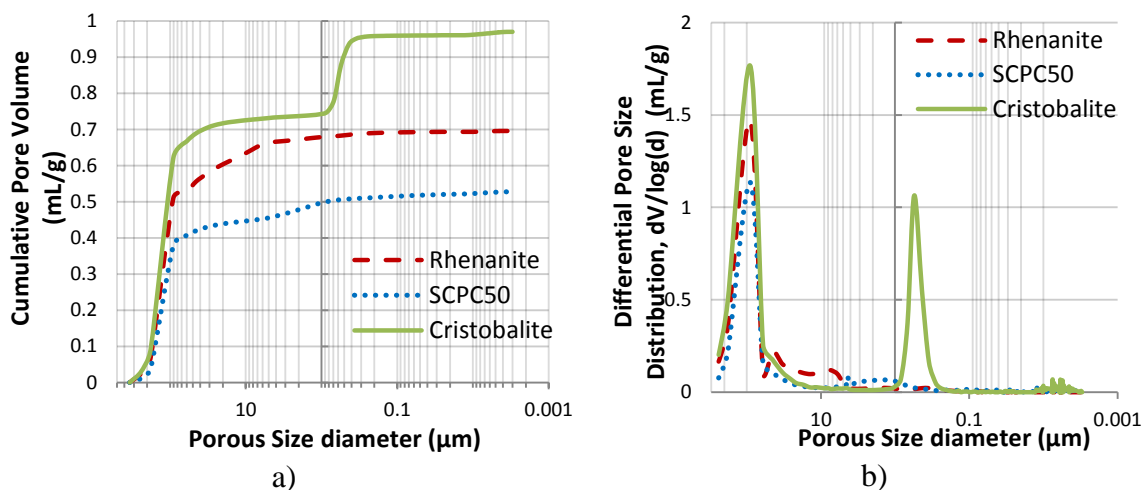 Cumulative Pore Volume
(mL/g)
1
0.9
0.8
0.7
0.6
0.5
0.4
0.3
0.2
0.1
0
Rhenanite
SCPC50
Cristobalite
10
0.1
0.001
Porous Size diameter (µm)
a)
Differential Pore Size
Distribution, dV/log(d) (mL/g)
2
1.5
1
0.5
0
Rhenanite
SCPC50
Cristobalite
10
0.1
0.001
Porous Size diameter (µm)
b)